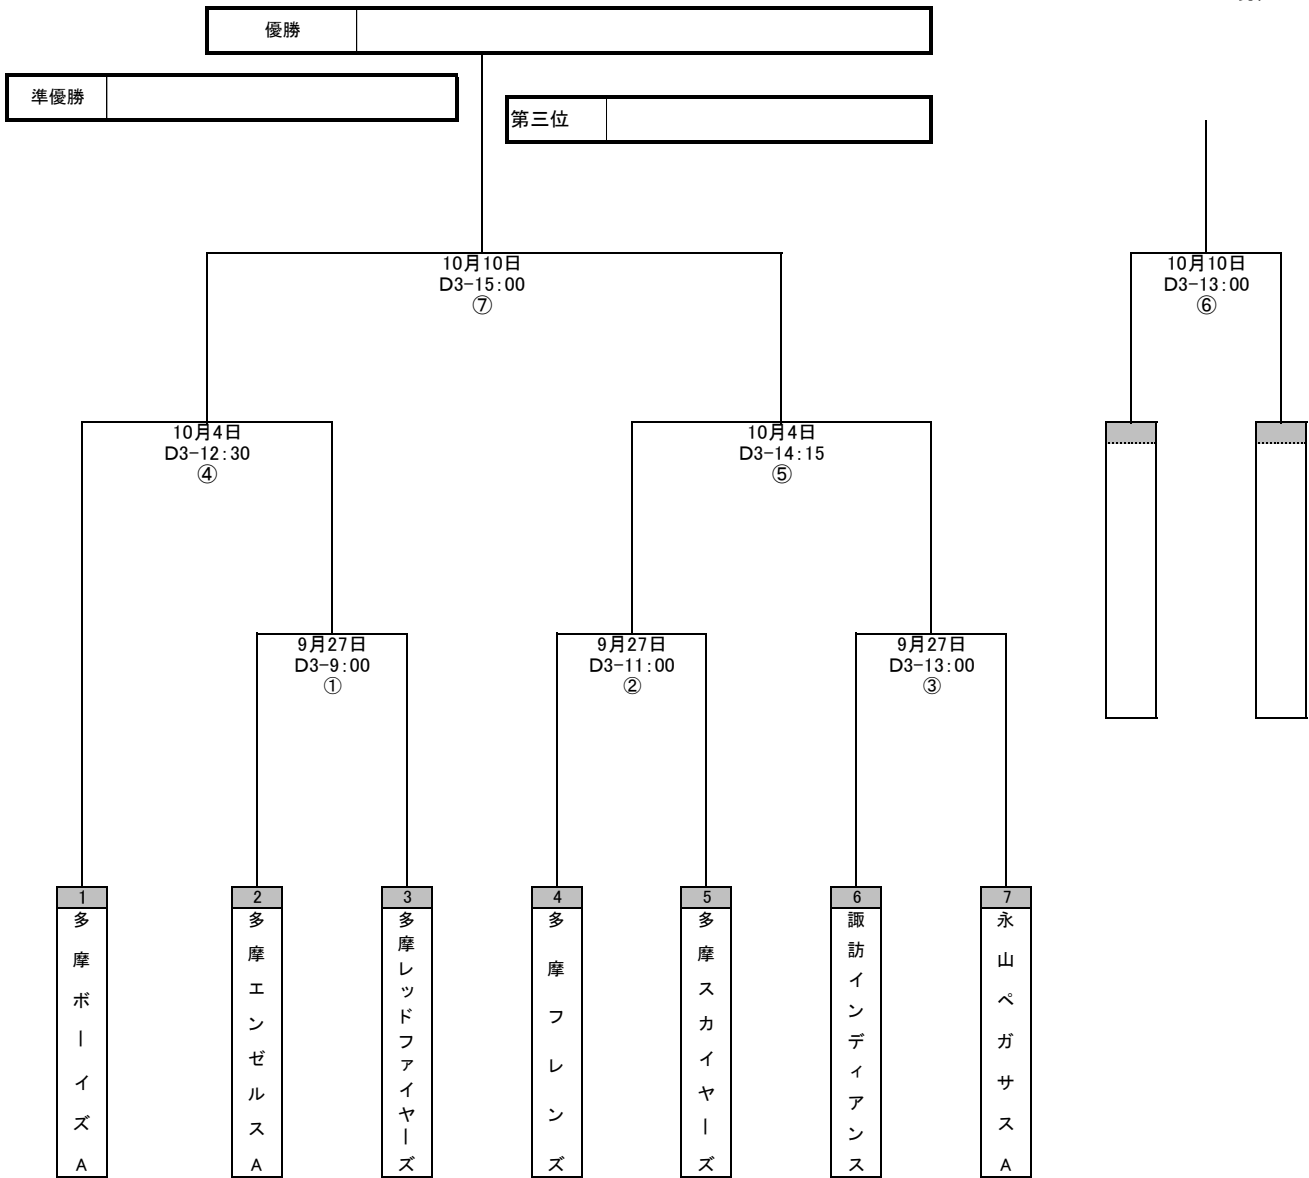 優勝
準優勝
第三位
10月10日
D3-15:00
⑦
10月10日
D3-13:00
⑥
10月4日
D3-12:30
④
10月4日
D3-14:15
⑤
9月27日
D3-9:00
①
9月27日
D3-11:00
②
9月27日
D3-13:00
③
1
多摩ボーイズA
2
多摩エンゼルスA
3
多摩レッドファイヤーズ
4
多摩フレンズ
5
多摩スカイヤーズ
6
諏訪インディアンス
7
永山ペガサスA